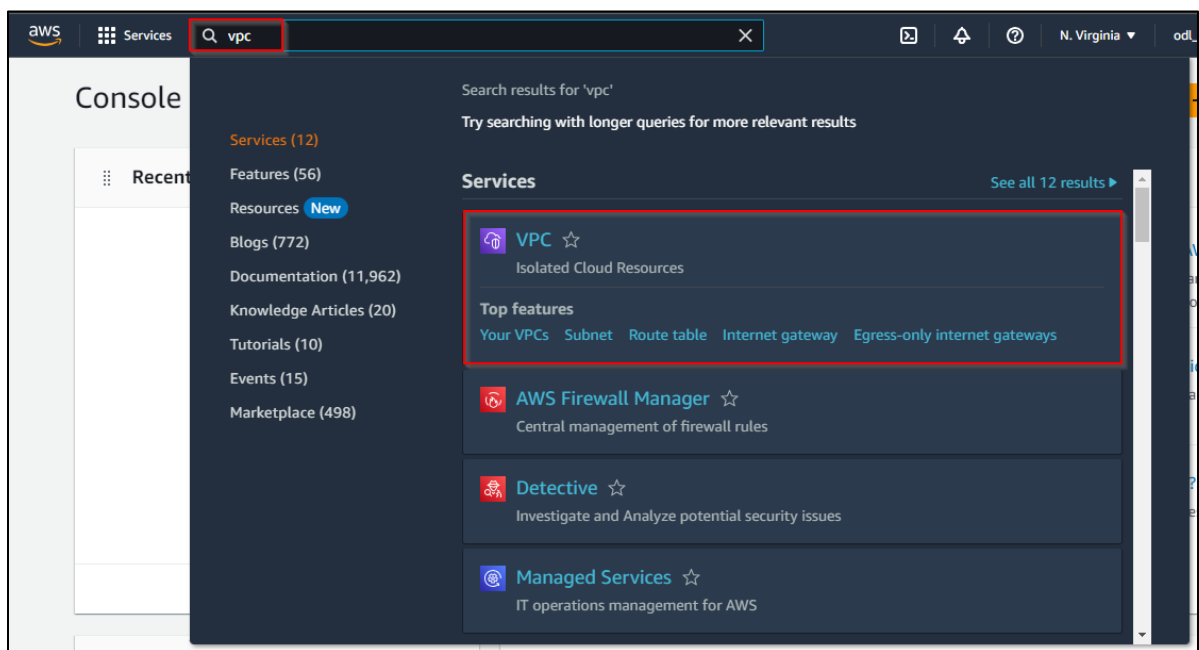 aws Services vpc N. Virginia odl_
Console
Recent
Services (12)
Features (56)
Resources New
Blogs (772)
Documentation (11,962)
Knowledge Articles (20)
Tutorials (10)
Events (15)
Marketplace (498)
Search results for 'vpc'
Try searching with longer queries for more relevant results
Services See all 12 results
VPC
Isolated Cloud Resources
Top features
Your VPCs Subnet Route table Internet gateway Egress-only internet gateways
AWS Firewall Manager
Central management of firewall rules
Detective
Investigate and Analyze potential security issues
Managed Services
IT operations management for AWS